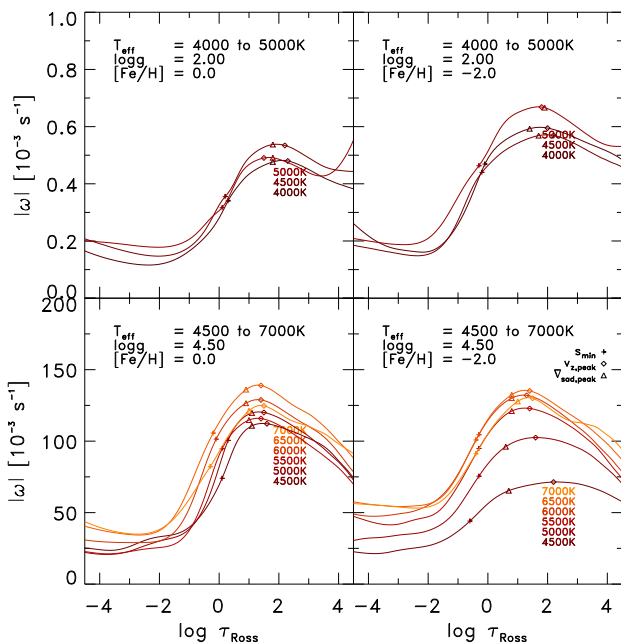 1.0
0.8
0.6
0.4
0.2
0.0
|ω| [10⁻³ s⁻¹]
T_eff = 4000 to 5000K
logg = 2.00
[Fe/H] = 0.0
5000K
4500K
4000K
T_eff = 4000 to 5000K
logg = 2.00
[Fe/H] = −2.0
5000K
4500K
4000K
200
150
100
50
0
|ω| [10⁻³ s⁻¹]
T_eff = 4500 to 7000K
logg = 4.50
[Fe/H] = 0.0
7000K
6500K
6000K
5500K
5000K
4500K
T_eff = 4500 to 7000K
logg = 4.50
[Fe/H] = −2.0
s_min +
v_z,peak ◇
∇̄_sad,peak △
7000K
6500K
6000K
5500K
5000K
4500K
−4 −2 0 2 4
−4 −2 0 2 4
log τ_Ross
log τ_Ross